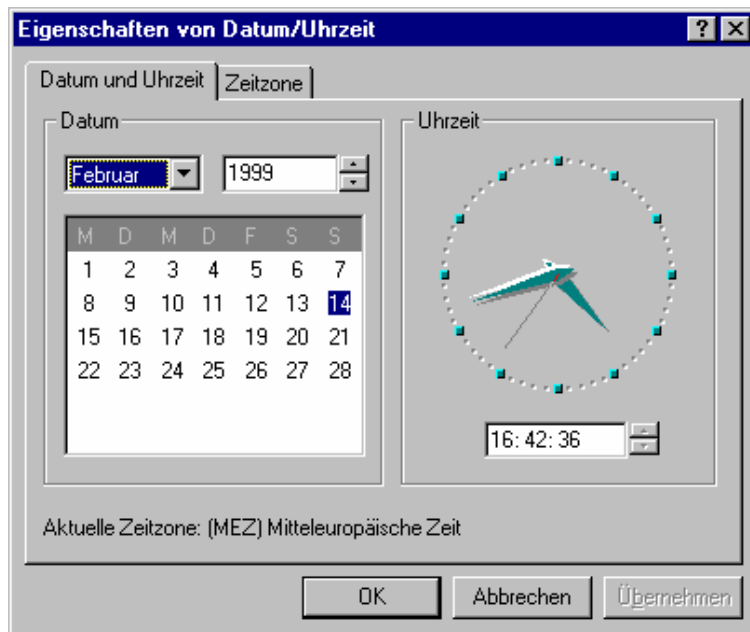 Eigenschaften von Datum/Uhrzeit
Datum und Uhrzeit Zeitzone
Datum
Februar 1999
M D M D F S S
1 2 3 4 5 6 7
8 9 10 11 12 13 14
15 16 17 18 19 20 21
22 23 24 25 26 27 28
Uhrzeit
16: 42: 36
Aktuelle Zeitzone: (MEZ) Mitteleuropäische Zeit
OK Abbrechen Übernehmen